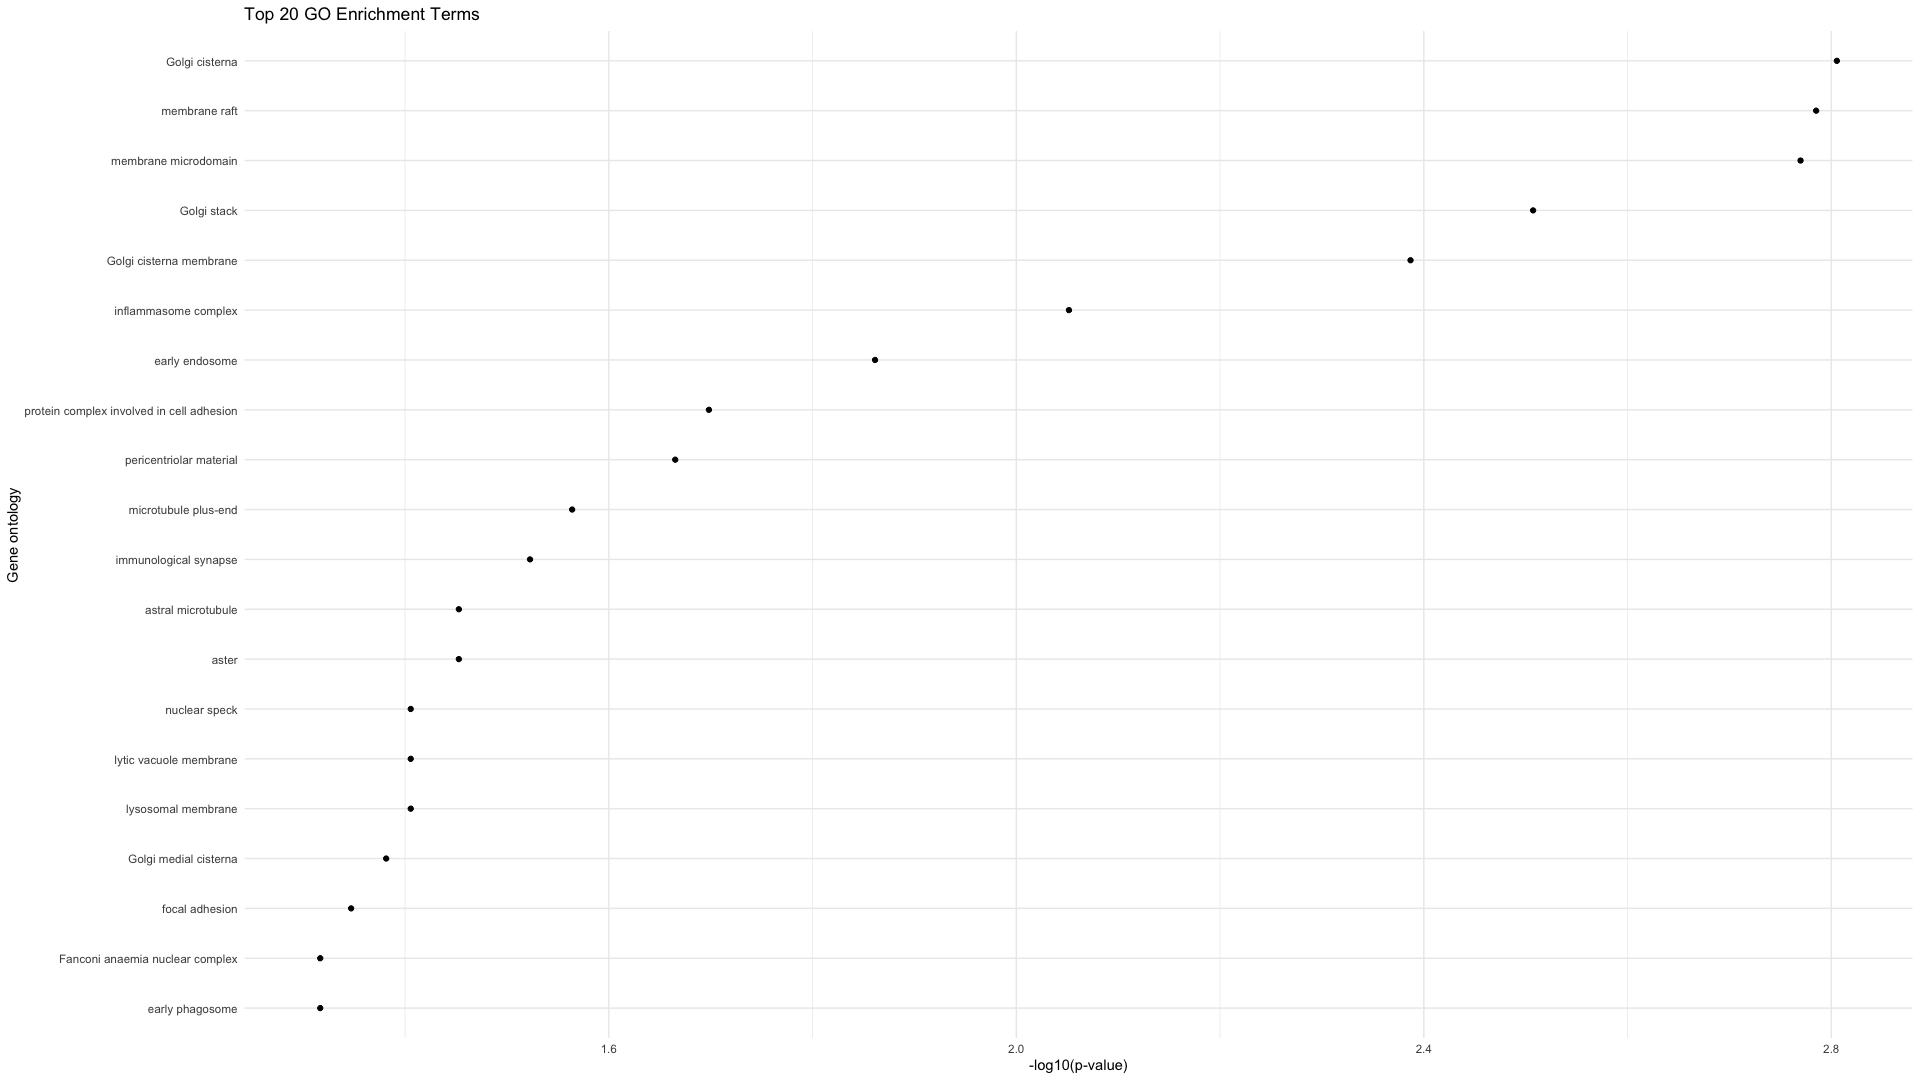 Top 20 GO Enrichment Terms
Golgi cisterna
membrane raft
membrane microdomain
Golgi stack
Golgi cisterna membrane
inflammasome complex
early endosome
protein complex involved in cell adhesion
pericentriolar material
microtubule plus-end
immunological synapse
astral microtubule
aster
nuclear speck
lytic vacuole membrane
lysosomal membrane
Golgi medial cisterna
focal adhesion
Fanconi anaemia nuclear complex
early phagosome
Gene ontology
1.6 2.0 2.4 2.8
-log10(p-value)